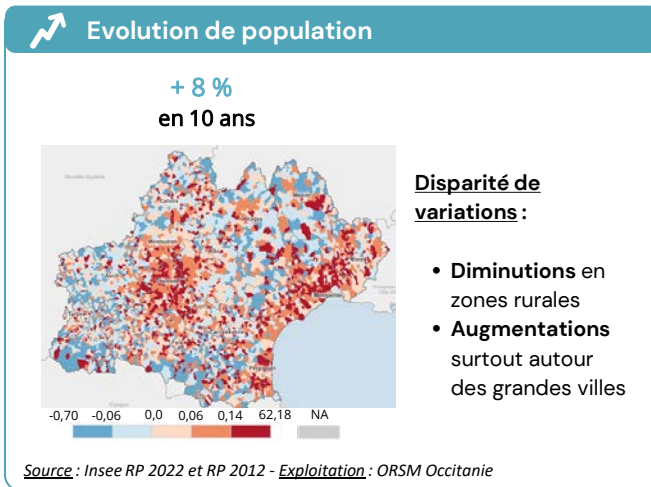 Evolution de population
+ 8 %
en 10 ans
Disparité de
variations :
• Diminutions en
zones rurales
• Augmentations
surtout autour
des grandes villes
Montauban
Perpignan
-0,70 -0,06 0,0 0,06 0,14 62,18 NA
Source : Insee RP 2022 et RP 2012 - Exploitation : ORSM Occitanie